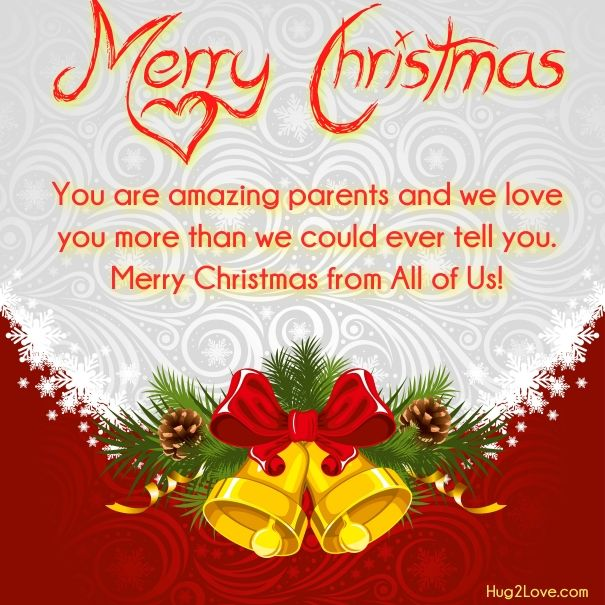 Merry Christmas
You are amazing parents and we love
you more than we could ever tell you.
Merry Christmas from All of Us!
Hug2Love.com